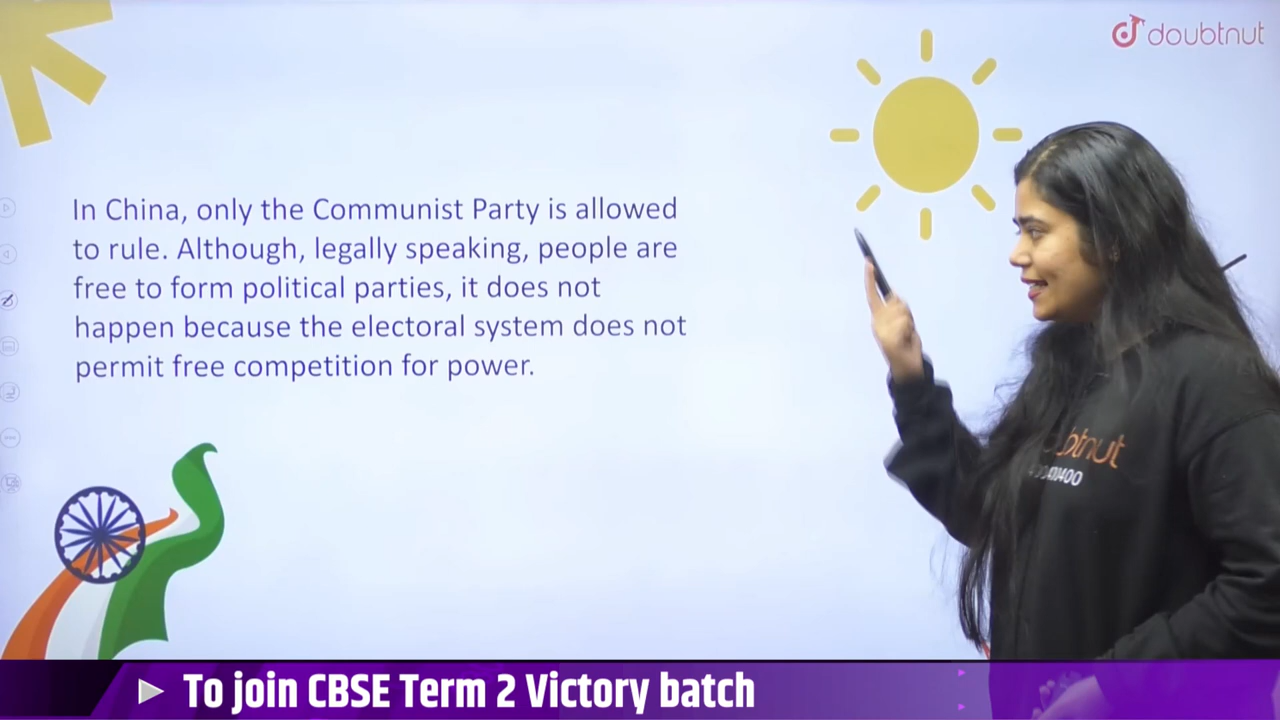 doubtnut
In China, only the Communist Party is allowed
to rule. Although, legally speaking, people are
free to form political parties, it does not
happen because the electoral system does not
permit free competition for power.
To join CBSE Term 2 Victory batch